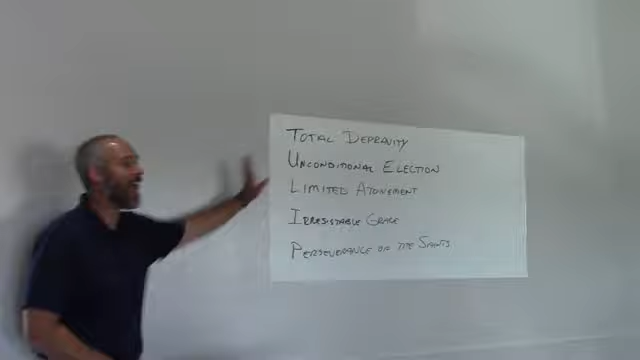 Total Depravity
Unconditional Election
Limited Atonement
Irresistable Grace
Perseverance of the Saints